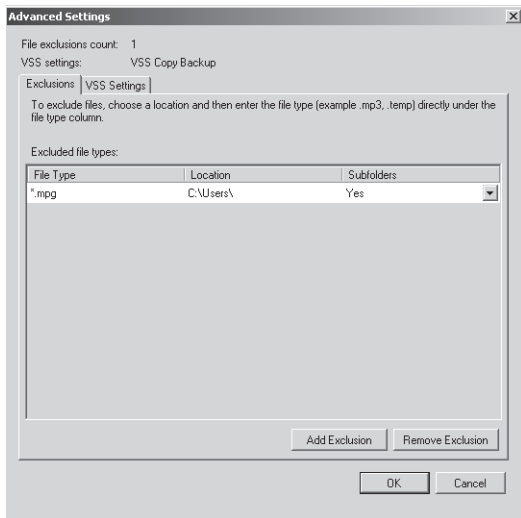 Advanced Settings
File exclusions count: 1
VSS settings: VSS Copy Backup
Exclusions VSS Settings
To exclude files, choose a location and then enter the file type (example .mp3, .temp) directly under the
file type column.
Excluded file types:
File Type Location Subfolders
*.mpg C:\Users\ Yes
Add Exclusion Remove Exclusion
OK Cancel